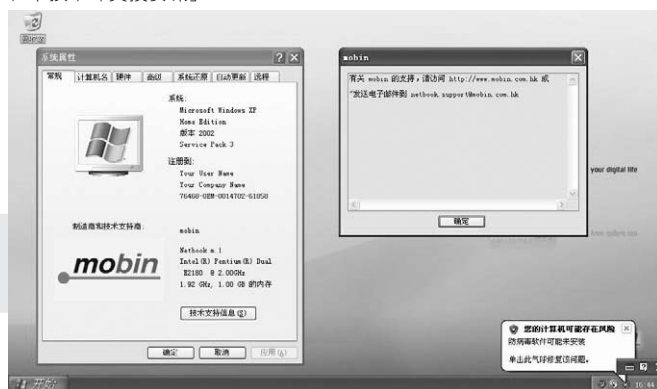 系统属性
常规 计算机名 硬件 高级 系统还原 自动更新 远程
系统:
Microsoft Windows XP
Home Edition
版本 2002
Service Pack 3
注册到:
Your User Name
Your Company Name
76460-OEM-0014702-61050
制造商和技术支持商:
mobin
mobin
Netbook m.1
Intel(R) Pentium(R) Dual
E2180 @ 2.00GHz
1.92 GHz, 1.00 GB 的内存
技术支持信息(S)
确定 取消 应用(A)
mobin
有关 mobin 的支持，请访问 http://www.mobin.com.hk 或
"发送电子邮件到 netbook.support@mobin.com.hk
确定
your digital life
您的计算机可能存在风险
防病毒软件可能未安装
单击此气球修复该问题。
开始